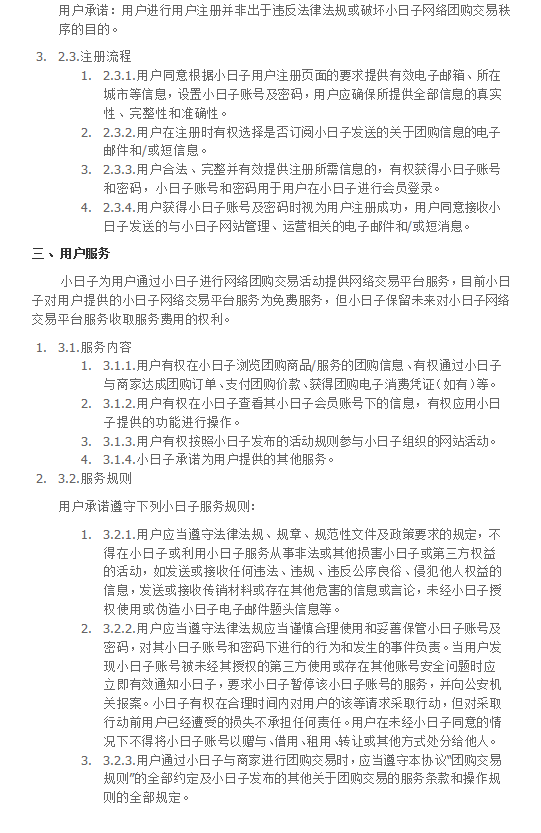 用户承诺：用户进行用户注册并非出于违反法律法规或破坏小日子网络团购交易秩
序的目的。
3. 2.3.注册流程
1. 2.3.1.用户同意根据小日子用户注册页面的要求提供有效电子邮箱、所在
城市等信息，设置小日子账号及密码，用户应确保所提供全部信息的真实
性、完整性和准确性。
2. 2.3.2.用户在注册时有权选择是否订阅小日子发送的关于团购信息的电子
邮件和/或短信息。
3. 2.3.3.用户合法、完整并有效提供注册所需信息的，有权获得小日子账号
和密码，小日子账号和密码用于用户在小日子进行会员登录。
4. 2.3.4.用户获得小日子账号及密码时视为用户注册成功，用户同意接收小
日子发送的与小日子网站管理、运营相关的电子邮件和/或短消息。
三、用户服务
小日子为用户通过小日子进行网络团购交易活动提供网络交易平台服务，目前小日
子对用户提供的小日子网络交易平台服务为免费服务，但小日子保留未来对小日子网络
交易平台服务收取服务费用的权利。
1. 3.1.服务内容
1. 3.1.1.用户有权在小日子浏览团购商品/服务的团购信息、有权通过小日子
与商家达成团购订单、支付团购价款、获得团购电子消费凭证（如有）等。
2. 3.1.2.用户有权在小日子查看其小日子会员账号下的信息，有权应用小日
子提供的功能进行操作。
3. 3.1.3.用户有权按照小日子发布的活动规则参与小日子组织的网站活动。
4. 3.1.4.小日子承诺为用户提供的其他服务。
2. 3.2.服务规则
用户承诺遵守下列小日子服务规则：
1. 3.2.1.用户应当遵守法律法规、规章、规范性文件及政策要求的规定，不
得在小日子或利用小日子服务从事非法或其他损害小日子或第三方权益
的活动，如发送或接收任何违法、违规、违反公序良俗、侵犯他人权益的
信息，发送或接收传销材料或存在其他危害的信息或言论，未经小日子授
权使用或伪造小日子电子邮件题头信息等。
2. 3.2.2.用户应当遵守法律法规应当谨慎合理使用和妥善保管小日子账号及
密码，对其小日子账号和密码下进行的行为和发生的事件负责。当用户发
现小日子账号被未经其授权的第三方使用或存在其他账号安全问题时应
立即有效通知小日子，要求小日子暂停该小日子账号的服务，并向公安机
关报案。小日子有权在合理时间内对用户的该等请求采取行动，但对采取
行动前用户已经遭受的损失不承担任何责任。用户在未经小日子同意的情
况下不得将小日子账号以赠与、借用、租用、转让或其他方式处分给他人。
3. 3.2.3.用户通过小日子与商家进行团购交易时，应当遵守本协议“团购交易
规则”的全部约定及小日子发布的其他关于团购交易的服务条款和操作规
则的全部规定。